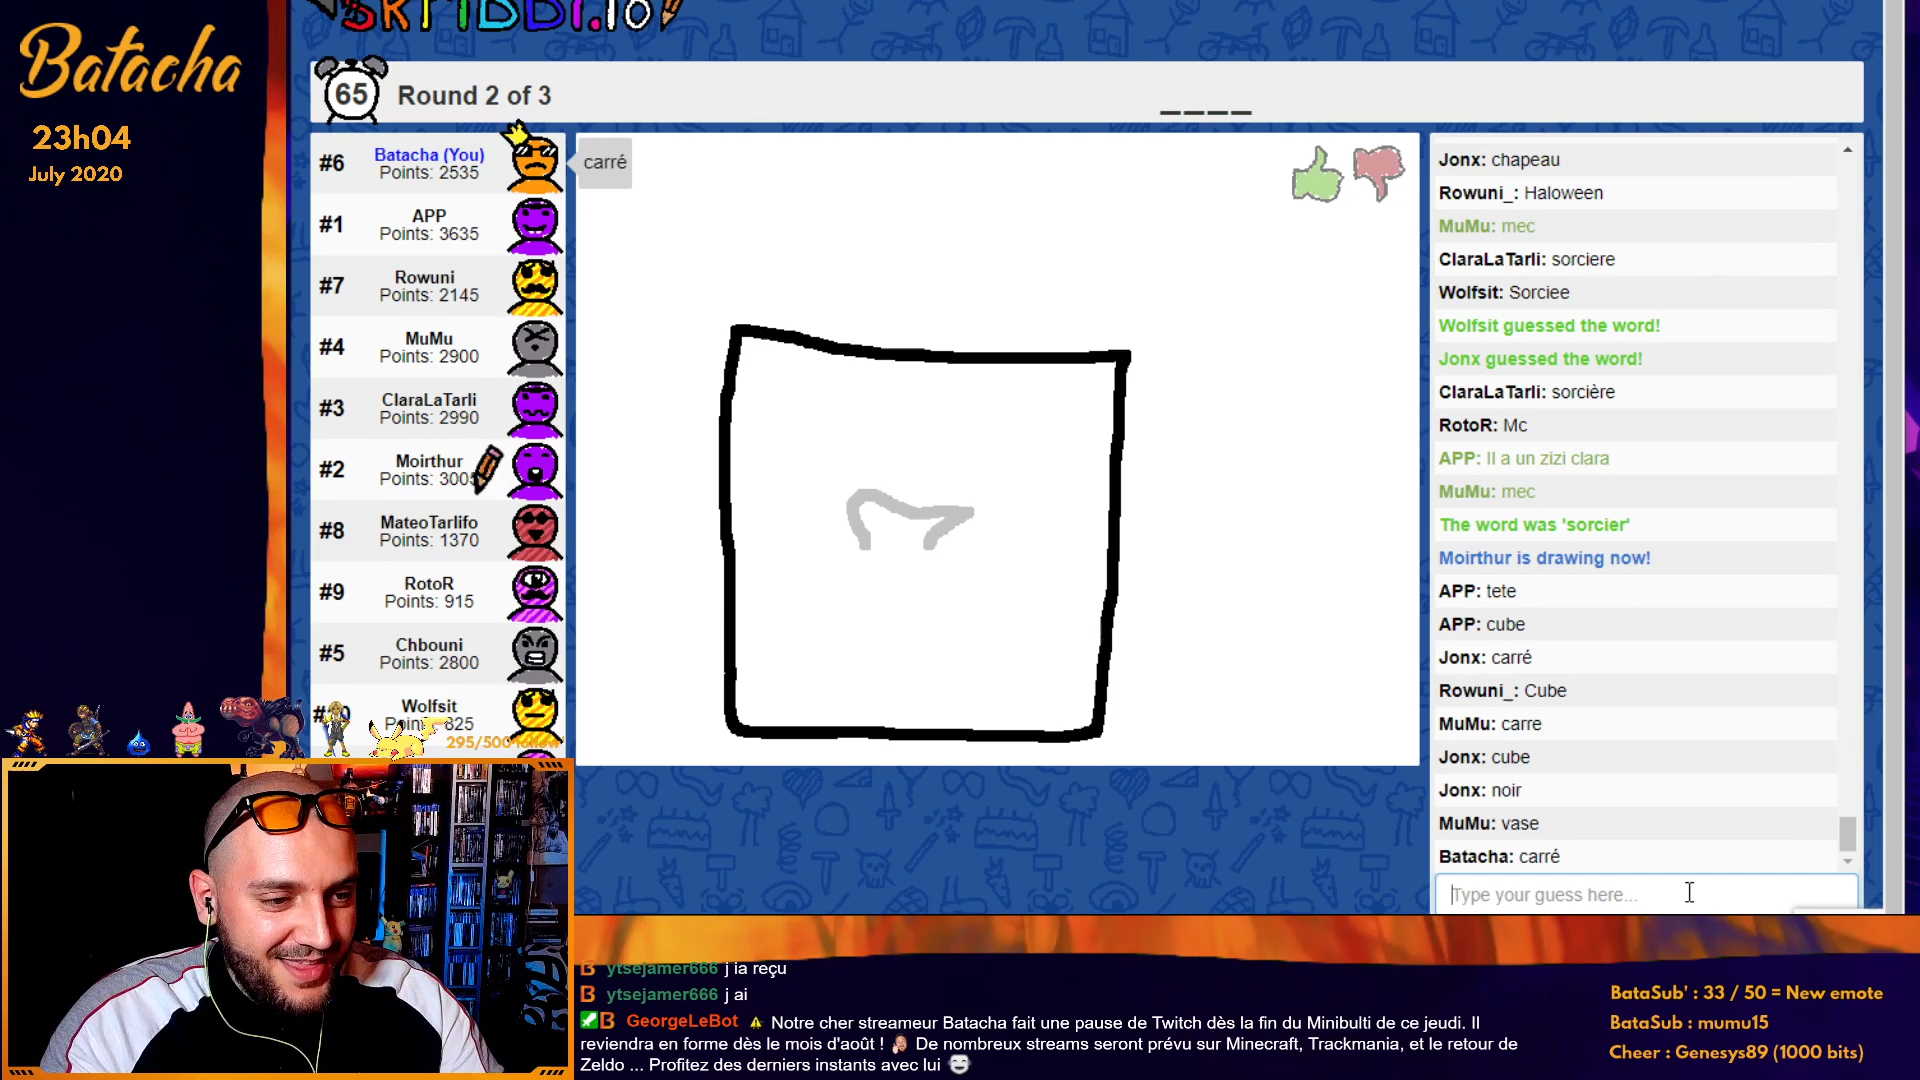 skribbl.io
Batacha
23h04
July 2020
65
Round 2 of 3
____
#6
Batacha (You)
Points: 2535
carré
#1
APP
Points: 3635
#7
Rowuni
Points: 2145
#4
MuMu
Points: 2900
#3
ClaraLaTarli
Points: 2990
#2
Moirthur
Points: 3005
#8
MateoTarlifo
Points: 1370
#9
RotoR
Points: 915
#5
Chbouni
Points: 2800
Wolfsit
295/500
Jonx: chapeau
Rowuni_: Haloween
MuMu: mec
ClaraLaTarli: sorciere
Wolfsit: Sorciee
Wolfsit guessed the word!
Jonx guessed the word!
ClaraLaTarli: sorcière
RotoR: Mc
APP: Il a un zizi clara
MuMu: mec
The word was 'sorcier'
Moirthur is drawing now!
APP: tete
APP: cube
Jonx: carré
Rowuni_: Cube
MuMu: carre
Jonx: cube
Jonx: noir
MuMu: vase
Batacha: carré
Type your guess here...
ytsejamer666 j ia reçu
ytsejamer666 j ai
GeorgeLeBot ⚠ Notre cher streameur Batacha fait une pause de Twitch dès la fin du Minibulti de ce jeudi. Il
reviendra en forme dès le mois d'août ! De nombreux streams seront prévu sur Minecraft, Trackmania, et le retour de
Zeldo ... Profitez des derniers instants avec lui
BataSub' : 33 / 50 = New emote
BataSub : mumu15
Cheer : Genesys89 (1000 bits)